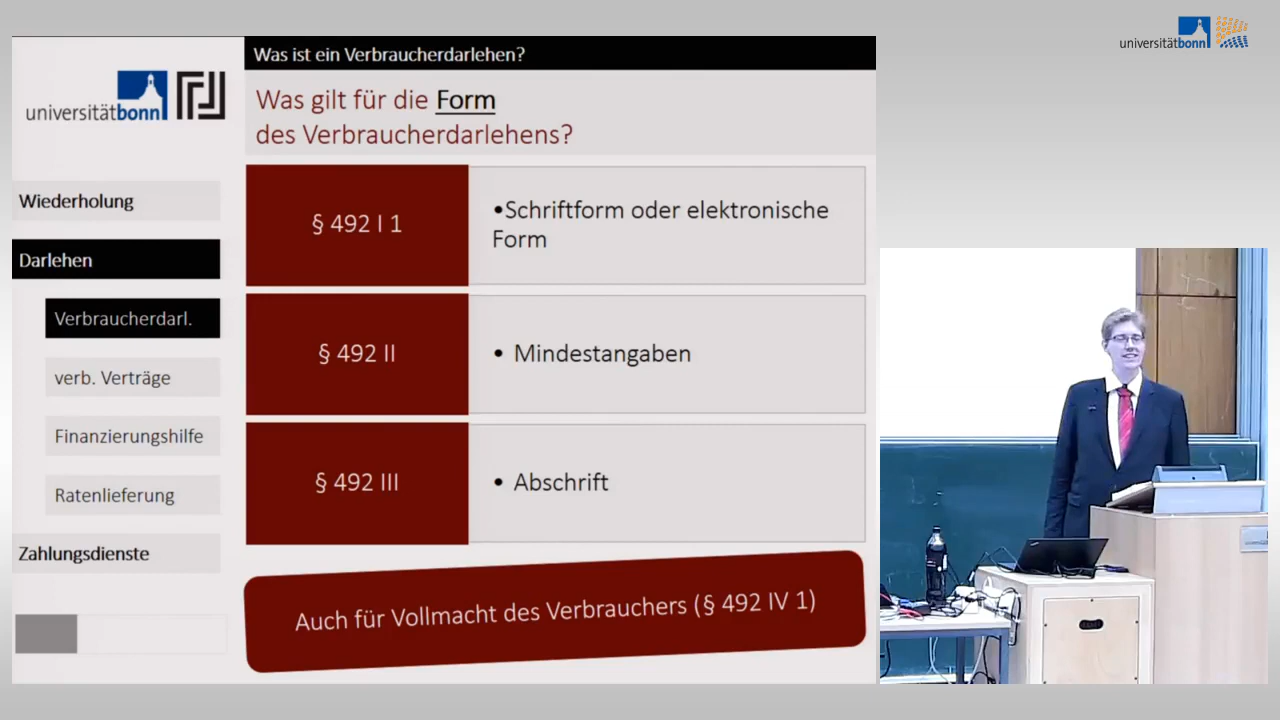 universitätbonn
Was ist ein Verbraucherdarlehen?
universitätbonn
Was gilt für die Form
des Verbraucherdarlehens?
Wiederholung
Darlehen
Verbraucherdarl.
verb. Verträge
Finanzierungshilfe
Ratenlieferung
Zahlungsdienste
§ 492 I 1
•Schriftform oder elektronische
Form
§ 492 II
• Mindestangaben
§ 492 III
• Abschrift
Auch für Vollmacht des Verbrauchers (§ 492 IV 1)